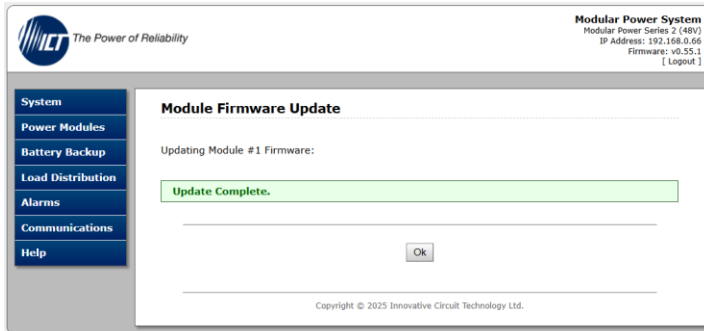 ICT The Power of Reliability
Modular Power System
Modular Power Series 2 (48V)
IP Address: 192.168.0.66
Firmware: v0.55.1
[ Logout ]
System
Power Modules
Battery Backup
Load Distribution
Alarms
Communications
Help
Module Firmware Update
Updating Module #1 Firmware:
Update Complete.
Ok
Copyright © 2025 Innovative Circuit Technology Ltd.